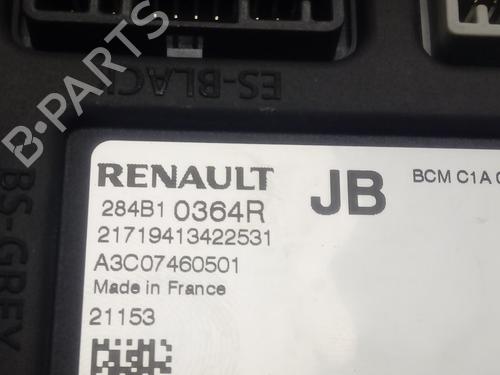 ES-BLACK
BS-GREY
B-PARTS
RENAULT
284B1 0364R
JB
BCM C1A
21719413422531
A3C07460501
Made in France
21153